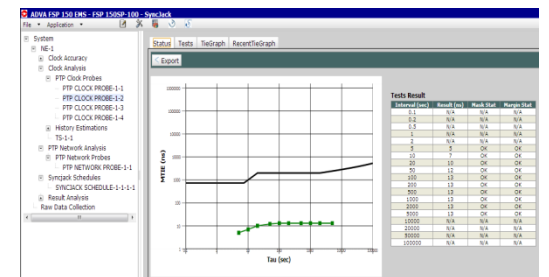 ADVA FSP 150 EMS - FSP 150SP-100 - SyncJack
File Application
System
NE-1
Clock Accuracy
Clock Analysis
PTP Clock Probes
PTP CLOCK PROBE-1-1
PTP CLOCK PROBE-1-2
PTP CLOCK PROBE-1-3
PTP CLOCK PROBE-1-4
History Estimations
TS-1-1
PTP Network Analysis
PTP Network Probes
PTP NETWORK PROBE-1-1
Syncjack Schedules
SYNCJACK SCHEDULE-1-1-1-1
Result Analysis
Raw Data Collection
Status Tests TieGraph RecentTieGraph
Export
MTIE (ns)
Tau (sec)
Tests Result
Interval (sec) Result (ns) Mask Stat Margin Stat
0.1 N/A N/A N/A
0.2 N/A N/A N/A
0.5 N/A N/A N/A
1 N/A N/A N/A
2 N/A N/A N/A
5 5 OK OK
10 7 OK OK
20 10 OK OK
50 12 OK OK
100 13 OK OK
200 13 OK OK
500 13 OK OK
1000 13 OK OK
2000 13 OK OK
5000 13 OK OK
10000 N/A N/A N/A
20000 N/A N/A N/A
50000 N/A N/A N/A
100000 N/A N/A N/A